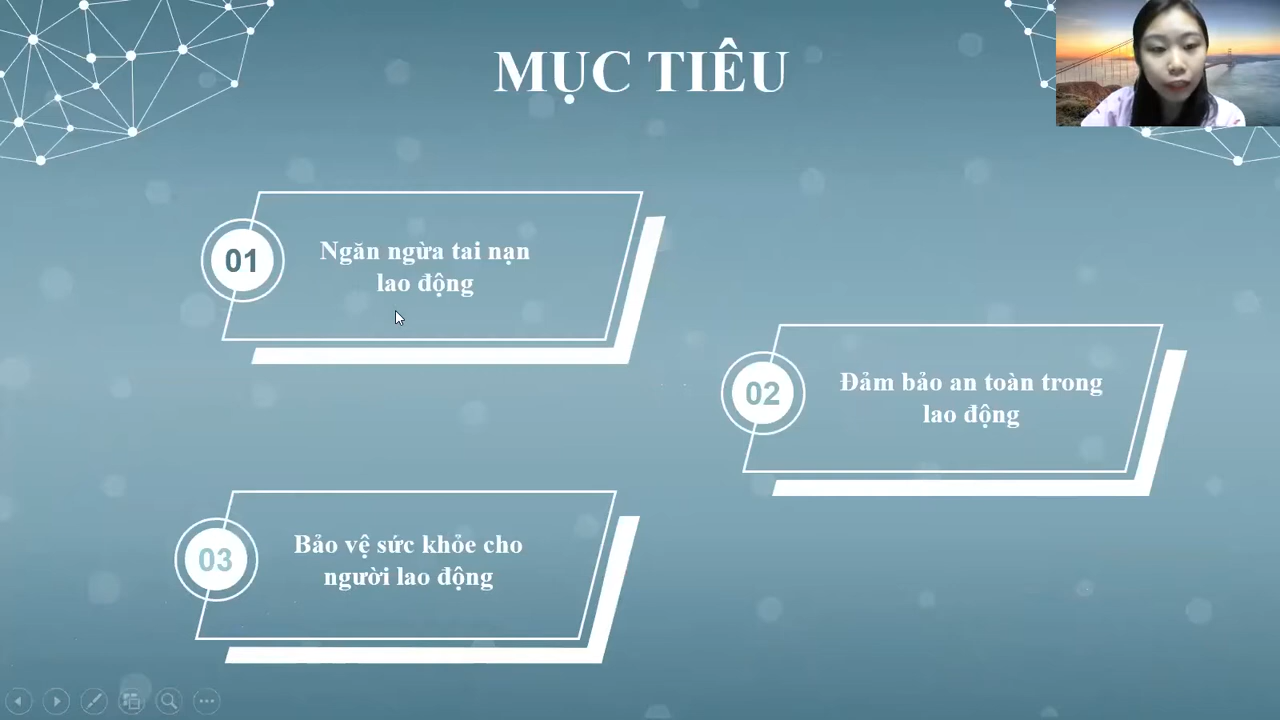 MỤC TIÊU
01
Ngăn ngừa tai nạn
lao động
02
Đảm bảo an toàn trong
lao động
03
Bảo vệ sức khỏe cho
người lao động